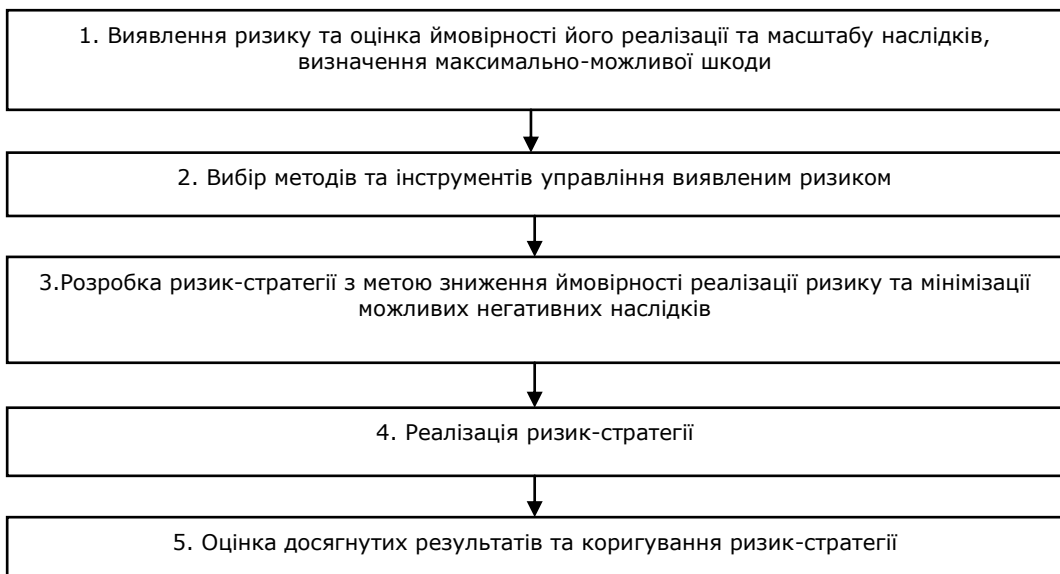 1. Виявлення ризику та оцінка ймовірності його реалізації та масштабу наслідків,
визначення максимально-можливої шкоди
2. Вибір методів та інструментів управління виявленим ризиком
3.Розробка ризик-стратегії з метою зниження ймовірності реалізації ризику та мінімізації
можливих негативних наслідків
4. Реалізація ризик-стратегії
5. Оцінка досягнутих результатів та коригування ризик-стратегії